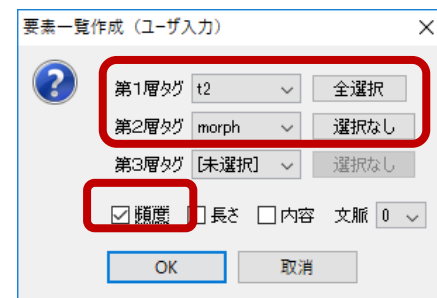 要素一覧作成（ユーザ入力）
第1層タグ t2 全選択
第2層タグ morph 選択なし
第3層タグ [未選択] 選択なし
頻度 長さ 内容 文脈 0
OK 取消